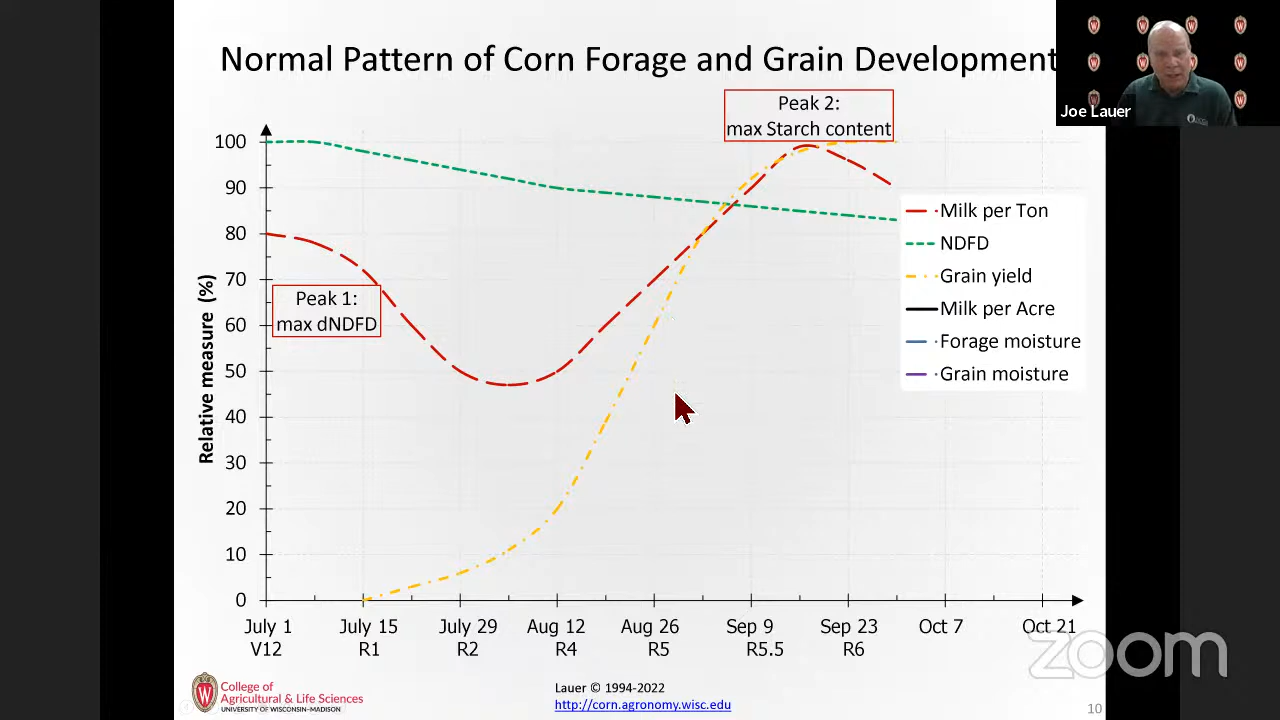 Normal Pattern of Corn Forage and Grain Development
Joe Lauer
Peak 2:
max Starch content
Peak 1:
max dNDFD
Relative measure (%)
100
90
80
70
60
50
40
30
20
10
0
Milk per Ton
NDFD
Grain yield
Milk per Acre
Forage moisture
Grain moisture
July 1 July 15 July 29 Aug 12 Aug 26 Sep 9 Sep 23 Oct 7 Oct 21
V12 R1 R2 R4 R5 R5.5 R6
zoom
College of
Agricultural & Life Sciences
UNIVERSITY OF WISCONSIN-MADISON
Lauer © 1994-2022
http://corn.agronomy.wisc.edu
10